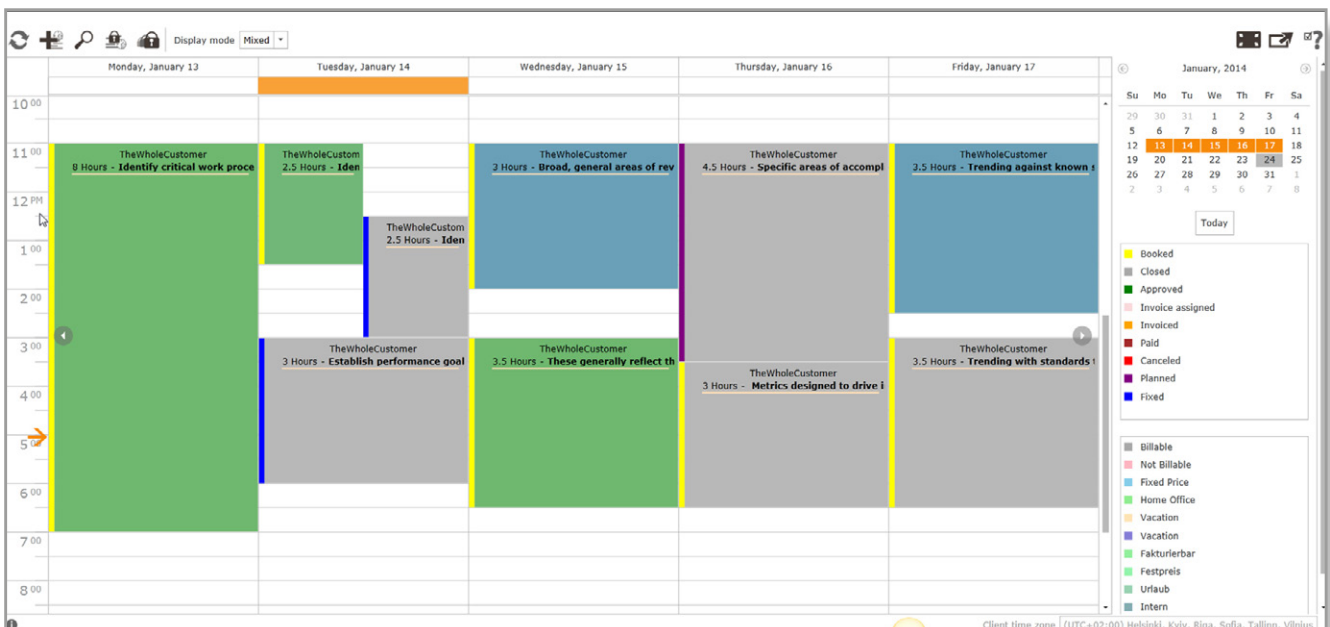 Display mode Mixed
Monday, January 13 Tuesday, January 14 Wednesday, January 15 Thursday, January 16 Friday, January 17
10 00
11 00
12 PM
1 00
2 00
3 00
4 00
5 00
6 00
7 00
8 00
TheWholeCustomer
8 Hours - Identify critical work proce
TheWholeCustom
2.5 Hours - Iden
TheWholeCustom
2.5 Hours - Iden
TheWholeCustomer
3 Hours - Establish performance goal
TheWholeCustomer
3 Hours - Broad, general areas of rev
TheWholeCustomer
3.5 Hours - These generally reflect th
TheWholeCustomer
4.5 Hours - Specific areas of accompl
TheWholeCustomer
3 Hours - Metrics designed to drive i
TheWholeCustomer
3.5 Hours - Trending against known s
TheWholeCustomer
3.5 Hours - Trending with standards t
January, 2014
Su Mo Tu We Th Fr Sa
29 30 31 1 2 3 4
5 6 7 8 9 10 11
12 13 14 15 16 17 18
19 20 21 22 23 24 25
26 27 28 29 30 31 1
2 3 4 5 6 7 8
Today
Booked
Closed
Approved
Invoice assigned
Invoiced
Paid
Canceled
Planned
Fixed
Billable
Not Billable
Fixed Price
Home Office
Vacation
Vacation
Fakturierbar
Festpreis
Urlaub
Intern
Client time zone (UTC+02:00) Helsinki, Kyiv, Riga, Sofia, Tallinn, Vilnius